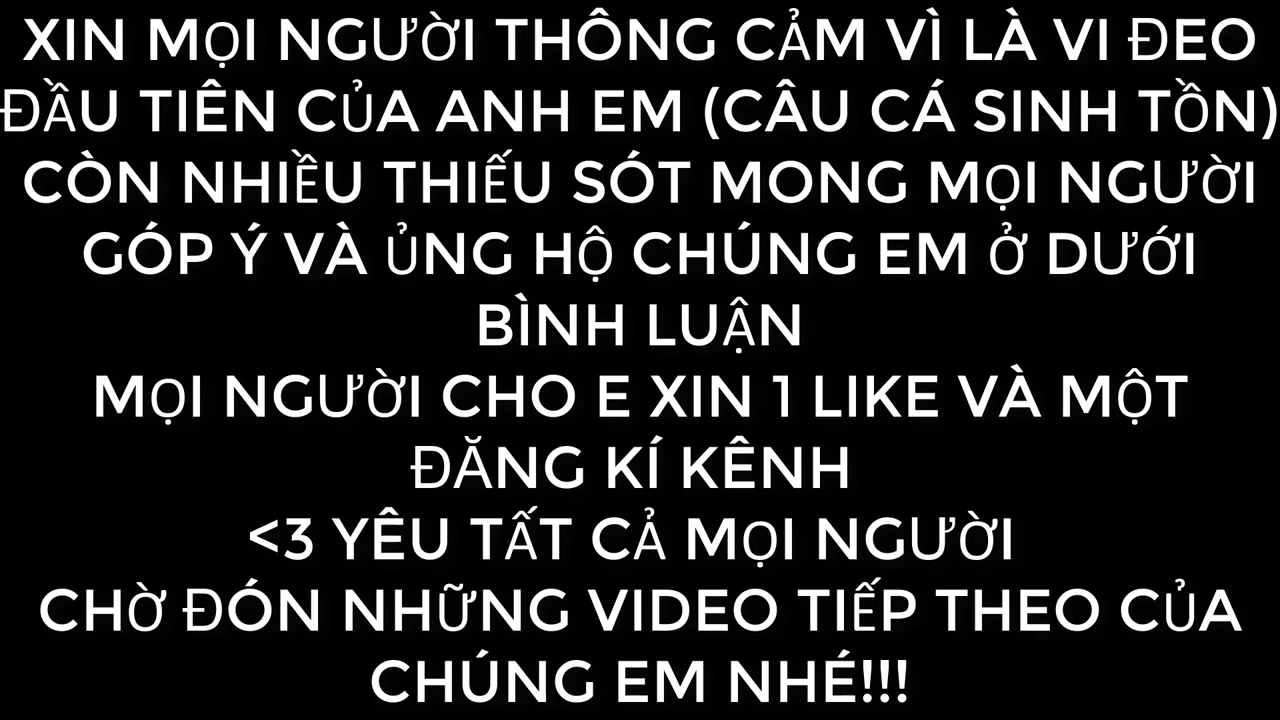 XIN MỌI NGƯỜI THÔNG CẢM VÌ LÀ VI ĐEO
ĐẦU TIÊN CỦA ANH EM (CÂU CÁ SINH TỒN)
CÒN NHIỀU THIẾU SÓT MONG MỌI NGƯỜI
GÓP Ý VÀ ỦNG HỘ CHÚNG EM Ở DƯỚI
BÌNH LUẬN
MỌI NGƯỜI CHO E XIN 1 LIKE VÀ MỘT
ĐĂNG KÍ KÊNH
<3 YÊU TẤT CẢ MỌI NGƯỜI
CHỜ ĐÓN NHỮNG VIDEO TIẾP THEO CỦA
CHÚNG EM NHÉ!!!